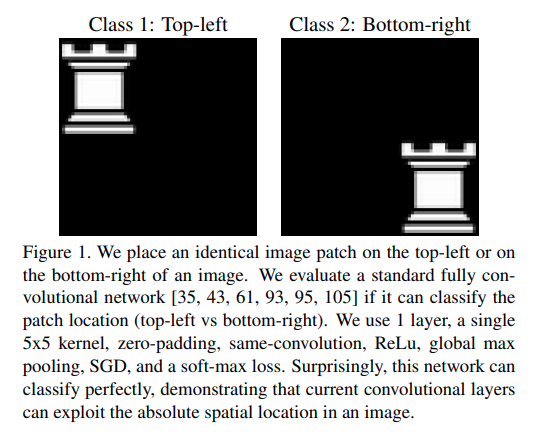 Class 1: Top-left Class 2: Bottom-right
Figure 1. We place an identical image patch on the top-left or on
the bottom-right of an image. We evaluate a standard fully con-
volutional network [35, 43, 61, 93, 95, 105] if it can classify the
patch location (top-left vs bottom-right). We use 1 layer, a single
5x5 kernel, zero-padding, same-convolution, ReLu, global max
pooling, SGD, and a soft-max loss. Surprisingly, this network can
classify perfectly, demonstrating that current convolutional layers
can exploit the absolute spatial location in an image.